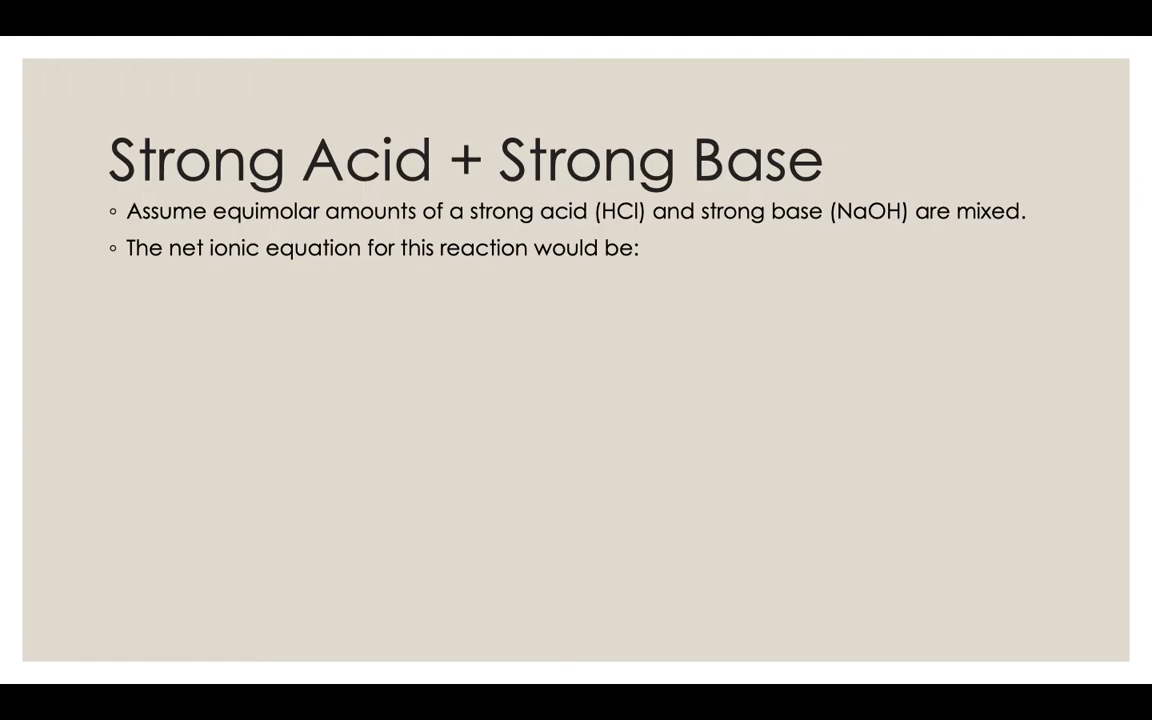 Strong Acid + Strong Base
◦ Assume equimolar amounts of a strong acid (HCl) and strong base (NaOH) are mixed.
◦ The net ionic equation for this reaction would be: